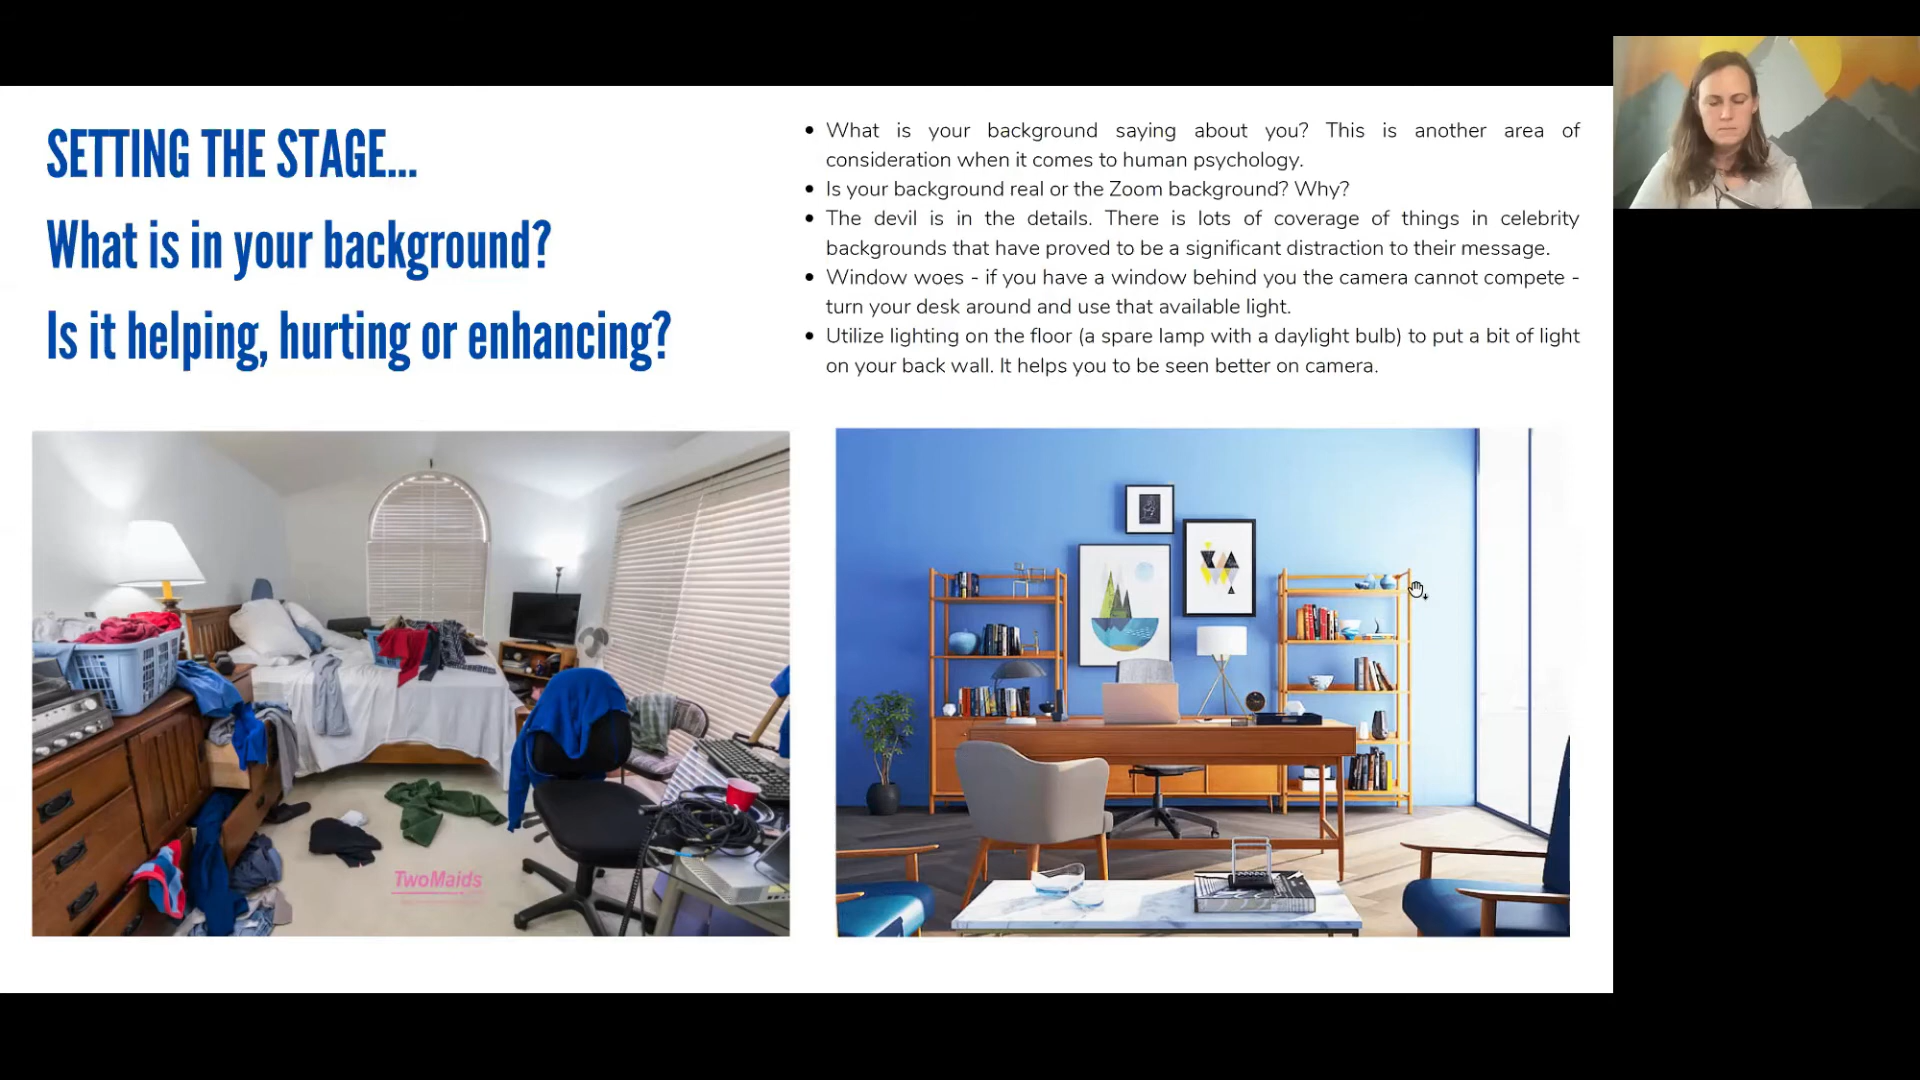 SETTING THE STAGE...
What is in your background?
Is it helping, hurting or enhancing?
• What is your background saying about you? This is another area of
consideration when it comes to human psychology.
• Is your background real or the Zoom background? Why?
• The devil is in the details. There is lots of coverage of things in celebrity
backgrounds that have proved to be a significant distraction to their message.
• Window woes - if you have a window behind you the camera cannot compete -
turn your desk around and use that available light.
• Utilize lighting on the floor (a spare lamp with a daylight bulb) to put a bit of light
on your back wall. It helps you to be seen better on camera.
TwoMaids